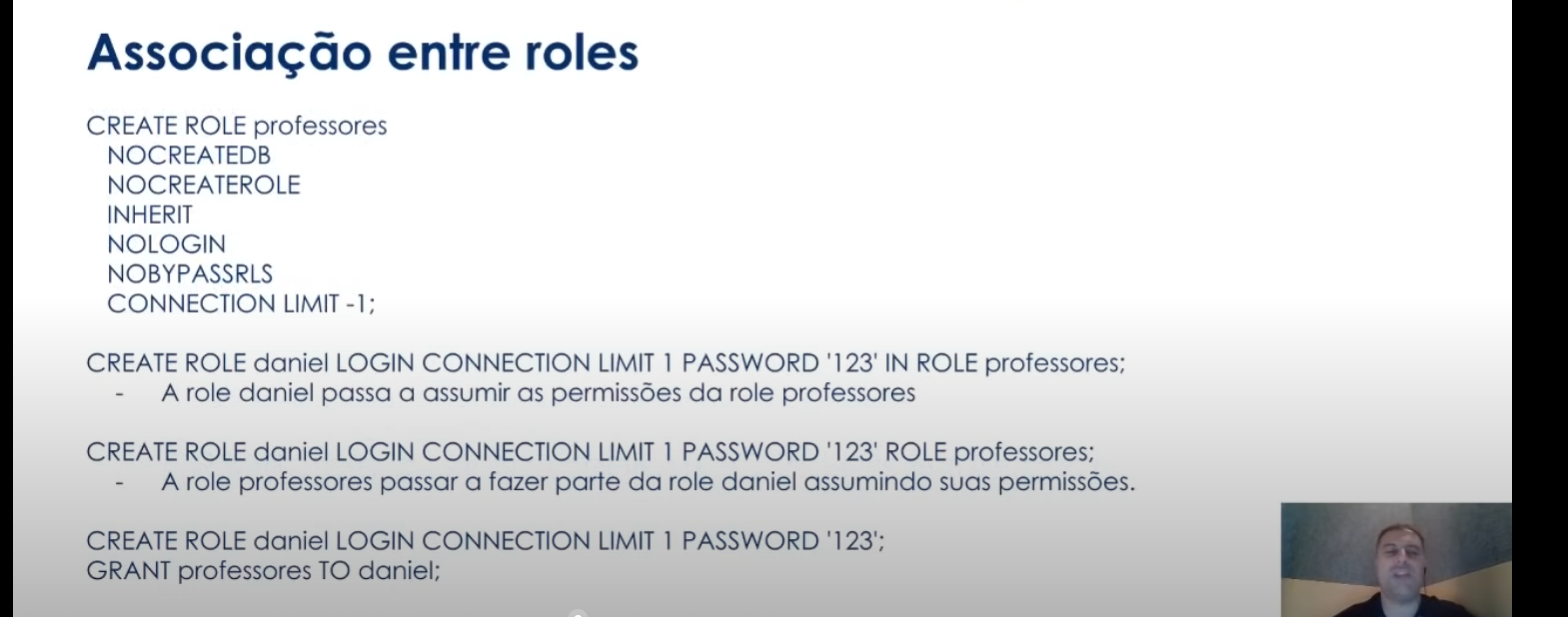 Associação entre roles
CREATE ROLE professores
NOCREATEDB
NOCREATEROLE
INHERIT
NOLOGIN
NOBYPASSRLS
CONNECTION LIMIT -1;
CREATE ROLE daniel LOGIN CONNECTION LIMIT 1 PASSWORD '123' IN ROLE professores;
- A role daniel passa a assumir as permissões da role professores
CREATE ROLE daniel LOGIN CONNECTION LIMIT 1 PASSWORD '123' ROLE professores;
- A role professores passar a fazer parte da role daniel assumindo suas permissões.
CREATE ROLE daniel LOGIN CONNECTION LIMIT 1 PASSWORD '123';
GRANT professores TO daniel;